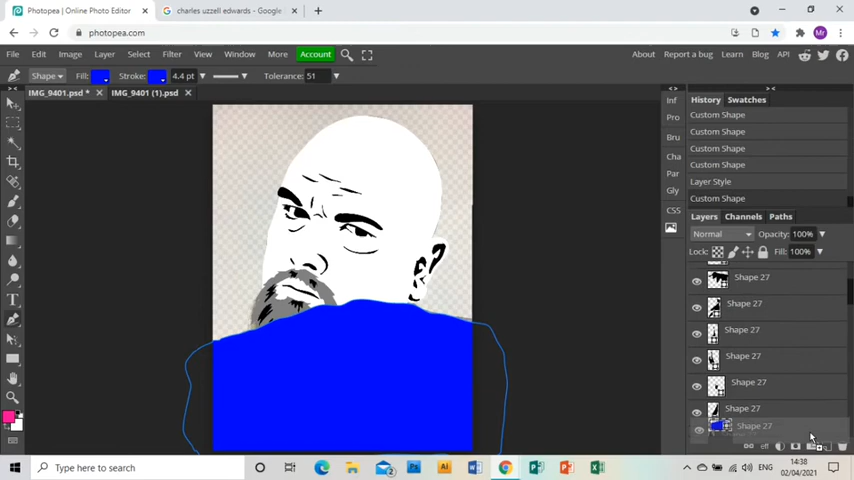 Photopea | Online Photo Editor
charles uzzell edwards - Google
photopea.com
Mr
File Edit Image Layer Select Filter View Window More Account
About Report a bug Learn Blog API
Shape Fill: Stroke: 4.4 pt Tolerance: 51
IMG_9401.psd * IMG_9401 (1).psd
Inf
Pro
Bru
Cha
Par
Gly
CSS
History Swatches
Custom Shape
Custom Shape
Custom Shape
Custom Shape
Layer Style
Custom Shape
Layers Channels Paths
Normal Opacity: 100%
Lock: Fill: 100%
Shape 27
Shape 27
Shape 27
Shape 27
Shape 27
Shape 27
Shape 27
eff
Type here to search
2
ENG
14:38
02/04/2021